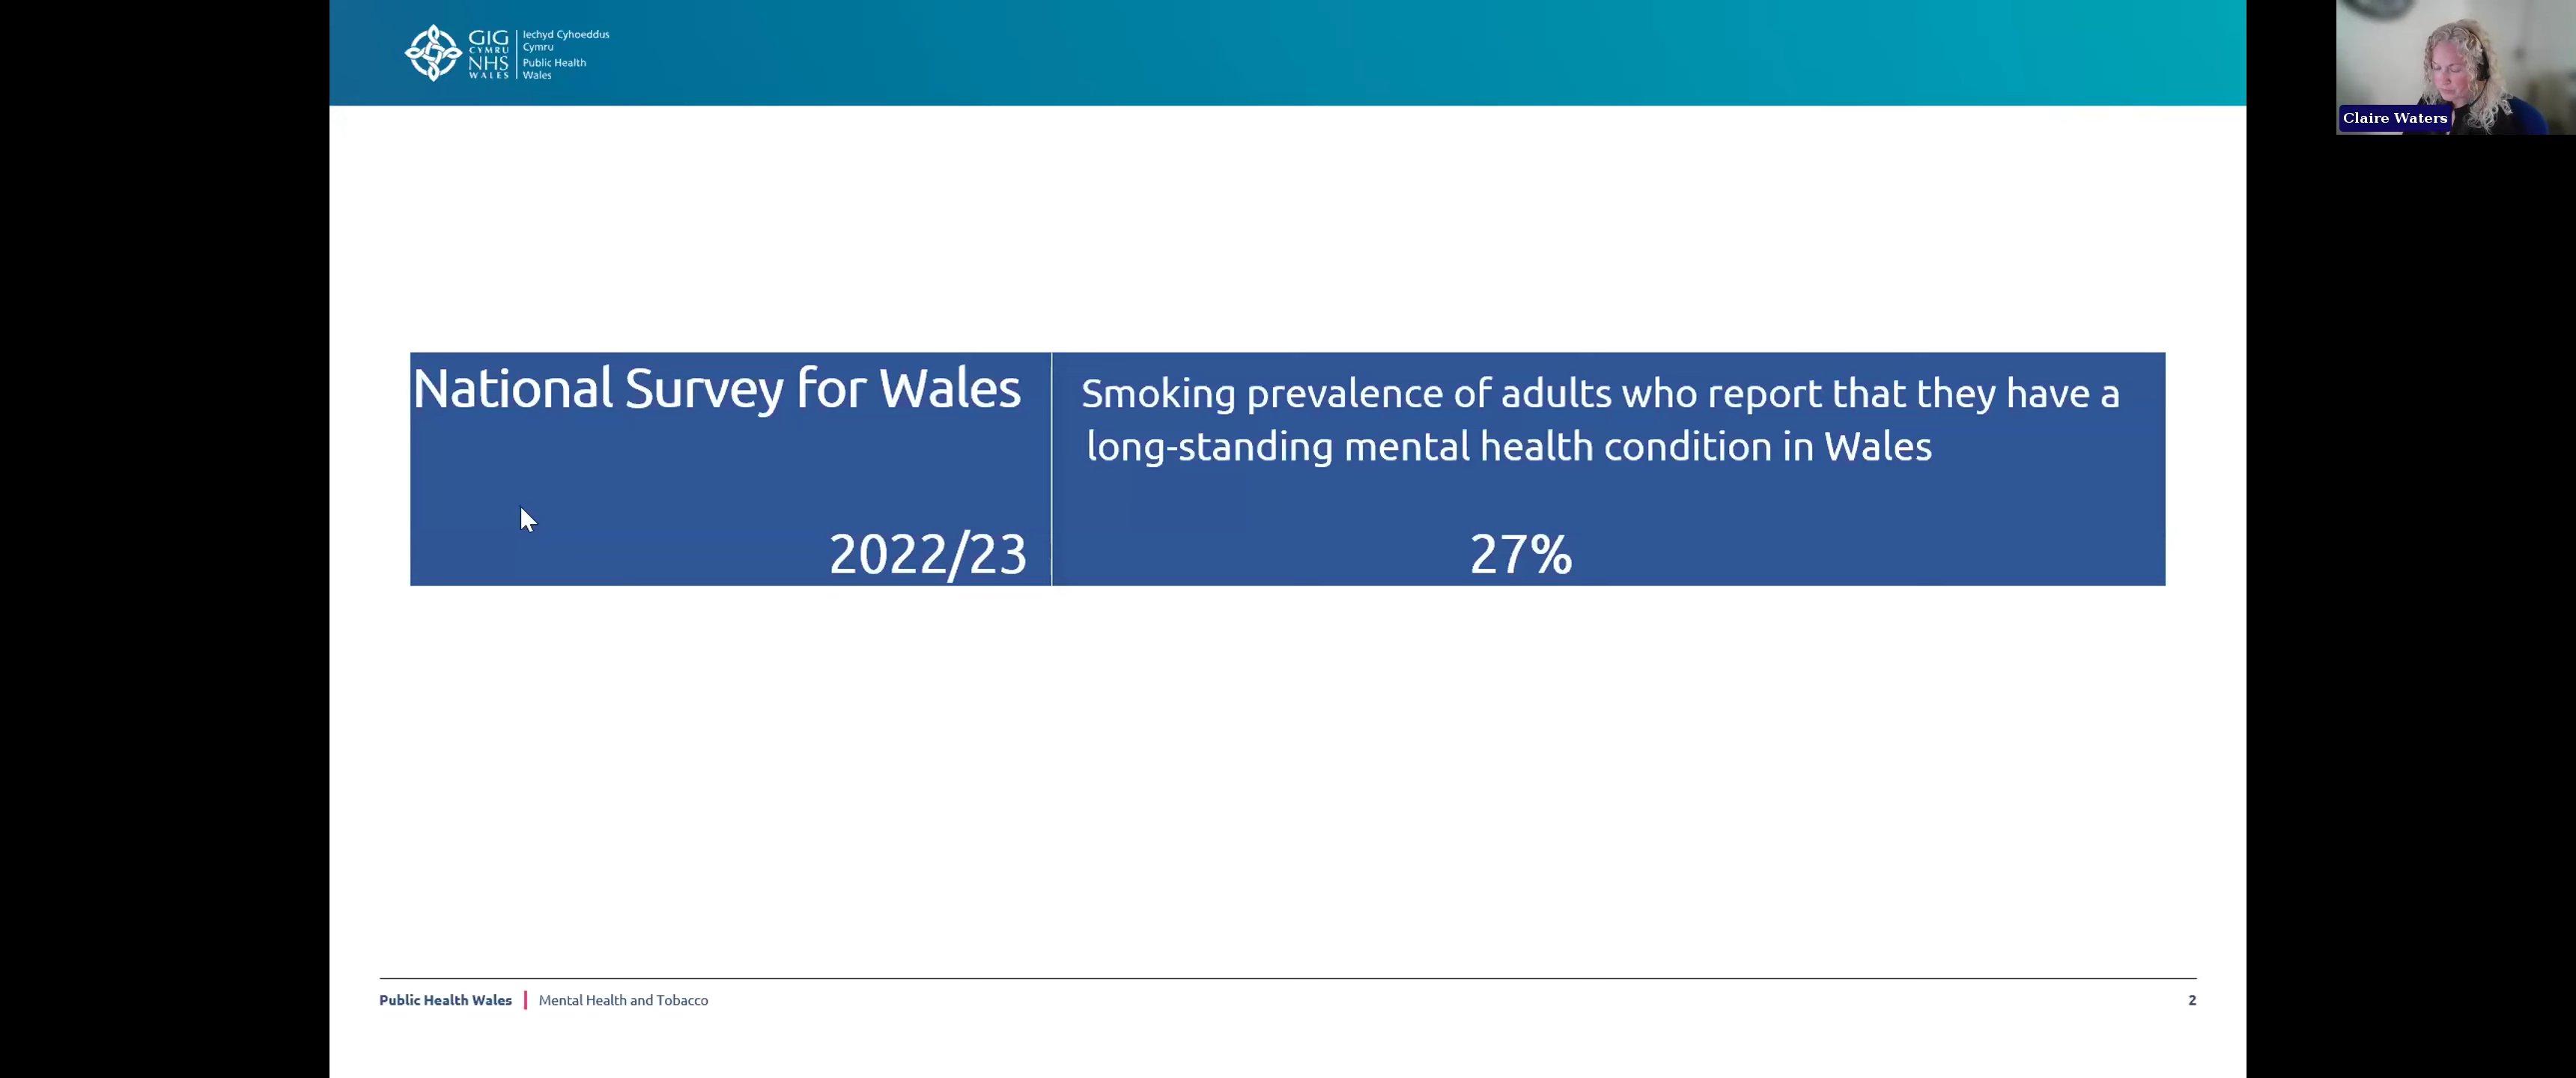 GIG
CYMRU
NHS
WALES
Iechyd Cyhoeddus
Cymru
Public Health
Wales
Claire Waters
National Survey for Wales
2022/23
Smoking prevalence of adults who report that they have a
long-standing mental health condition in Wales
27%
Public Health Wales
Mental Health and Tobacco
2